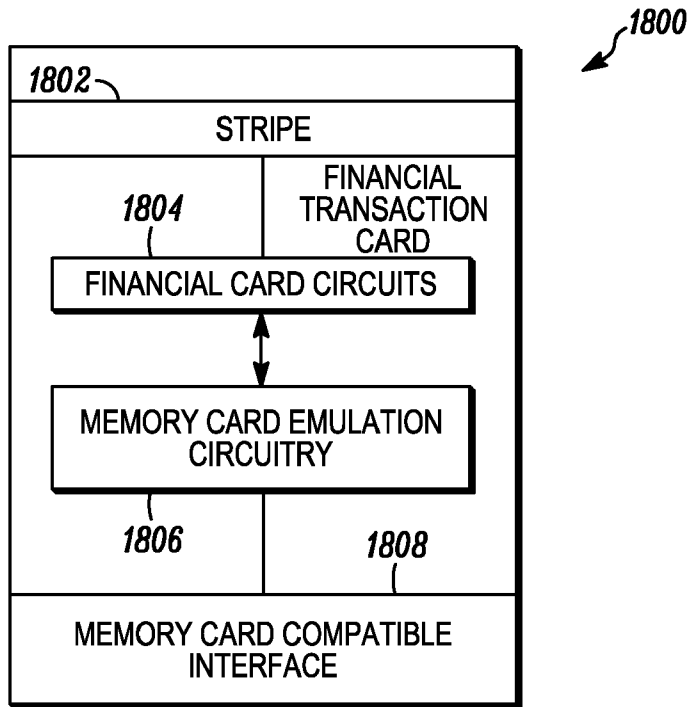 1800
1802
STRIPE
FINANCIAL
TRANSACTION
CARD
1804
FINANCIAL CARD CIRCUITS
MEMORY CARD EMULATION
CIRCUITRY
1806
1808
MEMORY CARD COMPATIBLE
INTERFACE